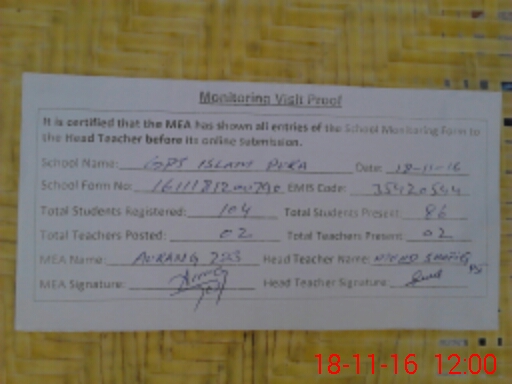 Monitoring Visit Proof
It is certified that the MEA has shown all entries of the School Monitoring Form to
the Head Teacher before its online submission.
School Name: GPS ISLAM PURA Date: 18-11-16
School Form No: EMIS Code:
Total Students Registered: 104 Total Students Present: 86
Total Teachers Posted: 02 Total Teachers Present: 02
MEA Name: Head Teacher Name:
MEA Signature: Head Teacher Signature
18-11-16 12:00